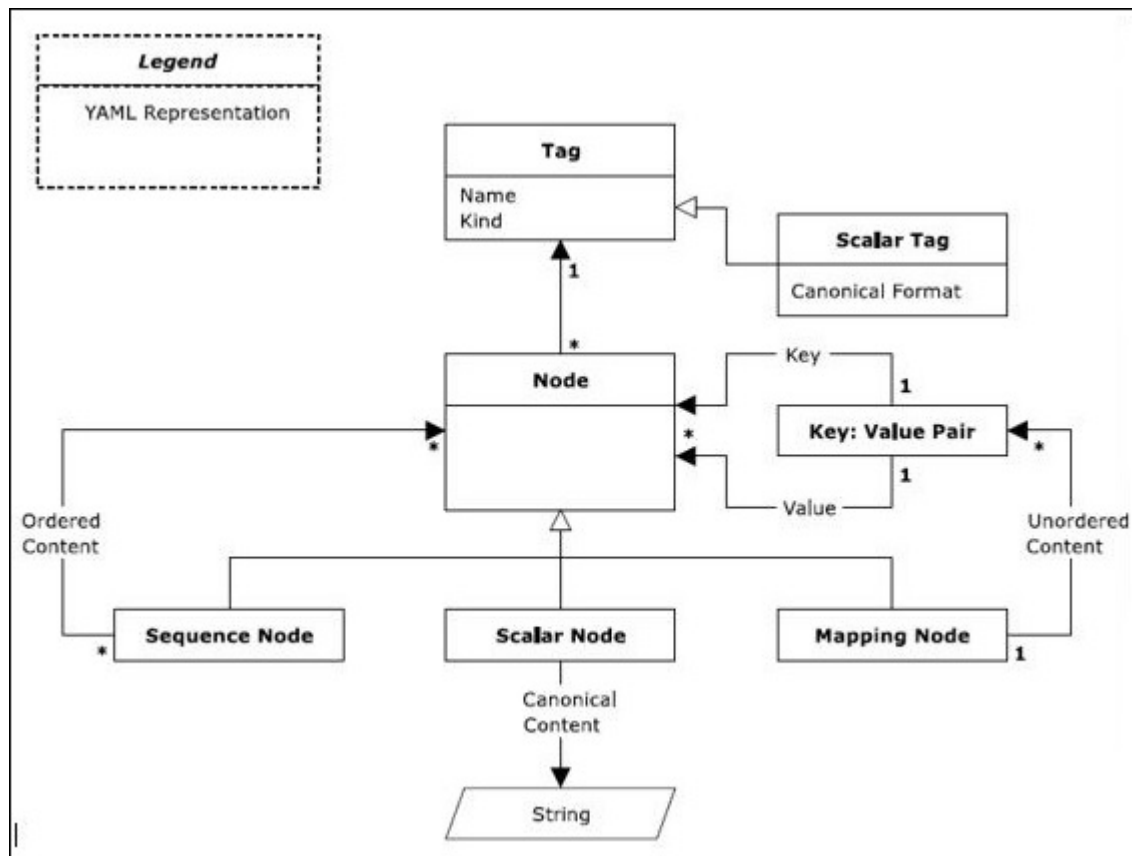 Legend
YAML Representation
Tag
Name
Kind
Scalar Tag
Canonical Format
1
*
Node
Key
1
*
Key: Value Pair
*
*
1
Value
Ordered
Content
Unordered
Content
Sequence Node
*
Scalar Node
Mapping Node
1
Canonical
Content
String